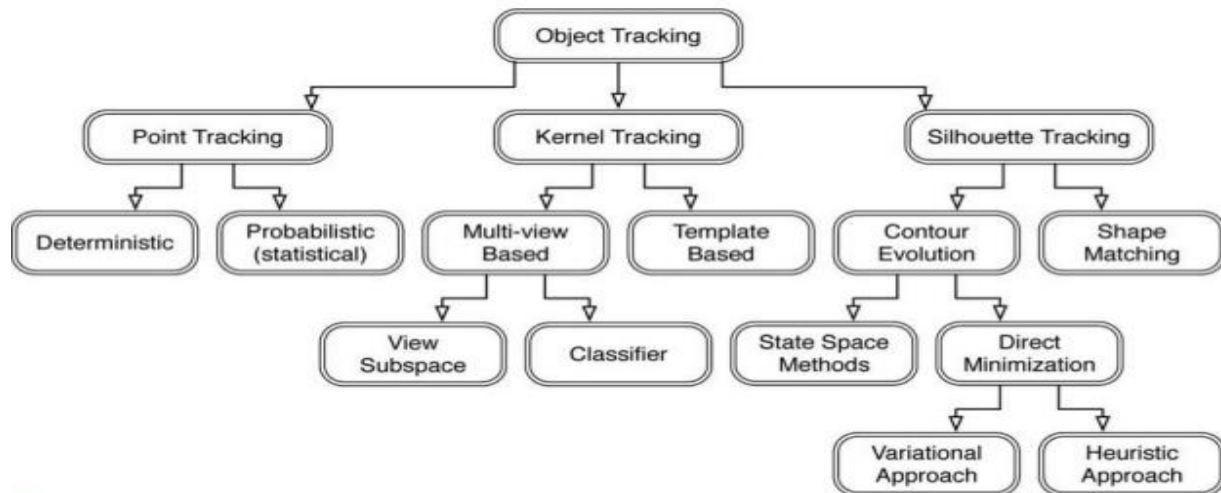 Object Tracking
Point Tracking
Kernel Tracking
Silhouette Tracking
Deterministic
Probabilistic
(statistical)
Multi-view
Based
Template
Based
Contour
Evolution
Shape
Matching
View
Subspace
Classifier
State Space
Methods
Direct
Minimization
Variational
Approach
Heuristic
Approach